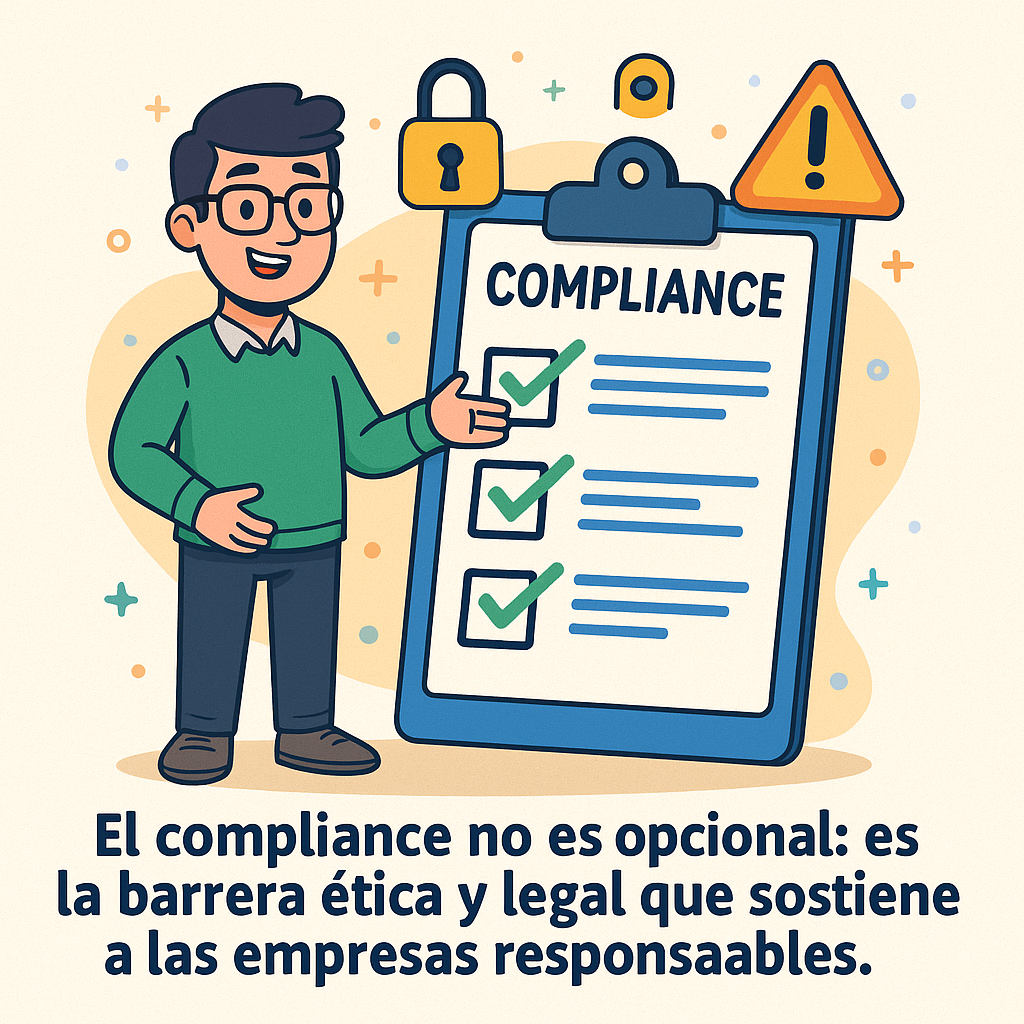 COMPLIANCE
El compliance no es opcional: es
la barrera ética y legal que sostiene
a las empresas responsaables.